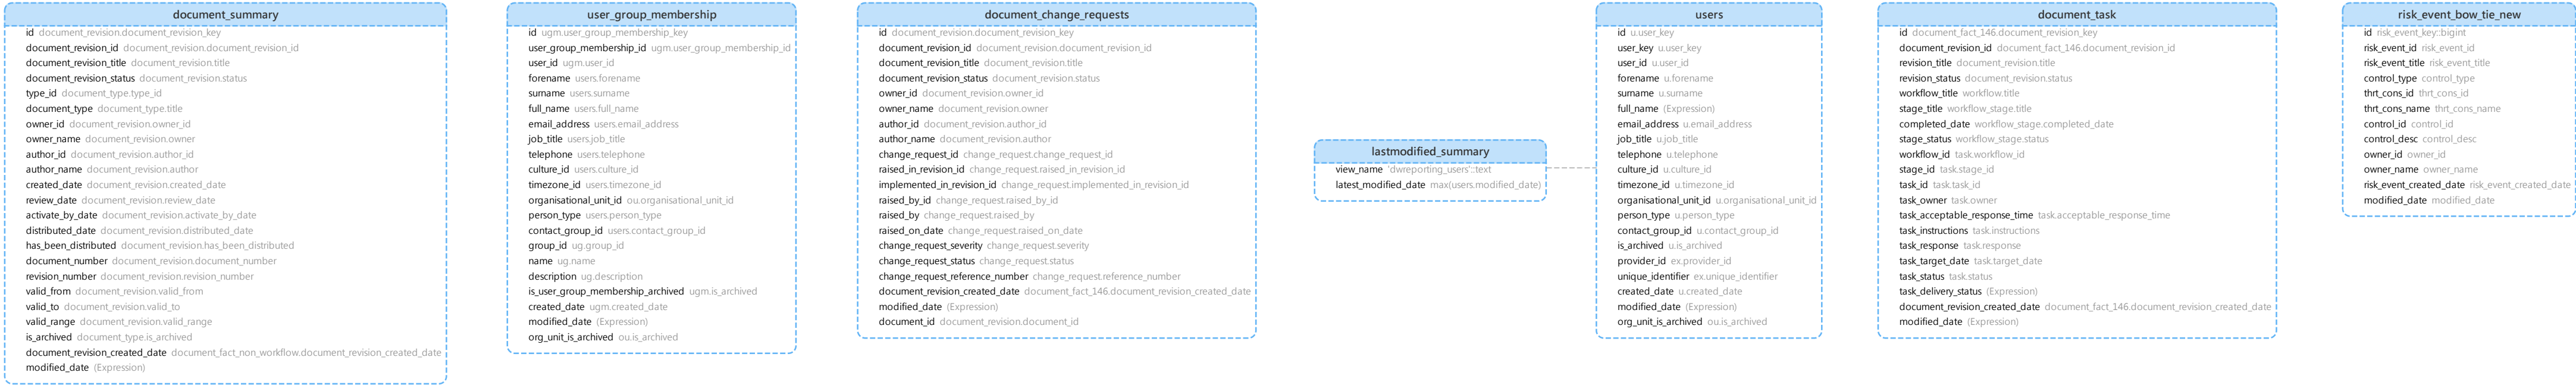 document_summary
id document_revision.document_revision_key
document_revision_id document_revision.document_revision_id
document_revision_title document_revision.title
document_revision_status document_revision.status
type_id document_type.type_id
document_type document_type.title
owner_id document_revision.owner_id
owner_name document_revision.owner
author_id document_revision.author_id
author_name document_revision.author
created_date document_revision.created_date
review_date document_revision.review_date
activate_by_date document_revision.activate_by_date
distributed_date document_revision.distributed_date
has_been_distributed document_revision.has_been_distributed
document_number document_revision.document_number
revision_number document_revision.revision_number
valid_from document_revision.valid_from
valid_to document_revision.valid_to
valid_range document_revision.valid_range
is_archived document_type.is_archived
document_revision_created_date document_fact_non_workflow.document_revision_created_date
modified_date (Expression)
user_group_membership
id ugm.user_group_membership_key
user_group_membership_id ugm.user_group_membership_id
user_id ugm.user_id
forename users.forename
surname users.surname
full_name users.full_name
email_address users.email_address
job_title users.job_title
telephone users.telephone
culture_id users.culture_id
timezone_id users.timezone_id
organisational_unit_id ou.organisational_unit_id
person_type users.person_type
contact_group_id users.contact_group_id
group_id ug.group_id
name ug.name
description ug.description
is_user_group_membership_archived ugm.is_archived
created_date ugm.created_date
modified_date (Expression)
org_unit_is_archived ou.is_archived
document_change_requests
id document_revision.document_revision_key
document_revision_id document_revision.document_revision_id
document_revision_title document_revision.title
document_revision_status document_revision.status
owner_id document_revision.owner_id
owner_name document_revision.owner
author_id document_revision.author_id
author_name document_revision.author
change_request_id change_request.change_request_id
raised_in_revision_id change_request.raised_in_revision_id
implemented_in_revision_id change_request.implemented_in_revision_id
raised_by_id change_request.raised_by_id
raised_by change_request.raised_by
raised_on_date change_request.raised_on_date
change_request_severity change_request.severity
change_request_status change_request.status
change_request_reference_number change_request.reference_number
document_revision_created_date document_fact_146.document_revision_created_date
modified_date (Expression)
document_id document_revision.document_id
lastmodified_summary
view_name 'dwreporting_users'::text
latest_modified_date max(users.modified_date)
users
id u.user_key
user_key u.user_key
user_id u.user_id
forename u.forename
surname u.surname
full_name (Expression)
email_address u.email_address
job_title u.job_title
telephone u.telephone
culture_id u.culture_id
timezone_id u.timezone_id
organisational_unit_id u.organisational_unit_id
person_type u.person_type
contact_group_id u.contact_group_id
is_archived u.is_archived
provider_id ex.provider_id
unique_identifier ex.unique_identifier
created_date u.created_date
modified_date (Expression)
org_unit_is_archived ou.is_archived
document_task
id document_fact_146.document_revision_key
document_revision_id document_fact_146.document_revision_id
revision_title document_revision.title
revision_status document_revision.status
workflow_title workflow.title
stage_title workflow_stage.title
completed_date workflow_stage.completed_date
stage_status workflow_stage.status
workflow_id task.workflow_id
stage_id task.stage_id
task_id task.task_id
task_owner task.owner
task_acceptable_response_time task.acceptable_response_time
task_instructions task.instructions
task_response task.response
task_target_date task.target_date
task_status task.status
task_delivery_status (Expression)
document_revision_created_date document_fact_146.document_revision_created_date
modified_date (Expression)
risk_event_bow_tie_new
id risk_event_key::bigint
risk_event_id risk_event_id
risk_event_title risk_event_title
control_type control_type
thrt_cons_id thrt_cons_id
thrt_cons_name thrt_cons_name
control_id control_id
control_desc control_desc
owner_id owner_id
owner_name owner_name
risk_event_created_date risk_event_created_date
modified_date modified_date